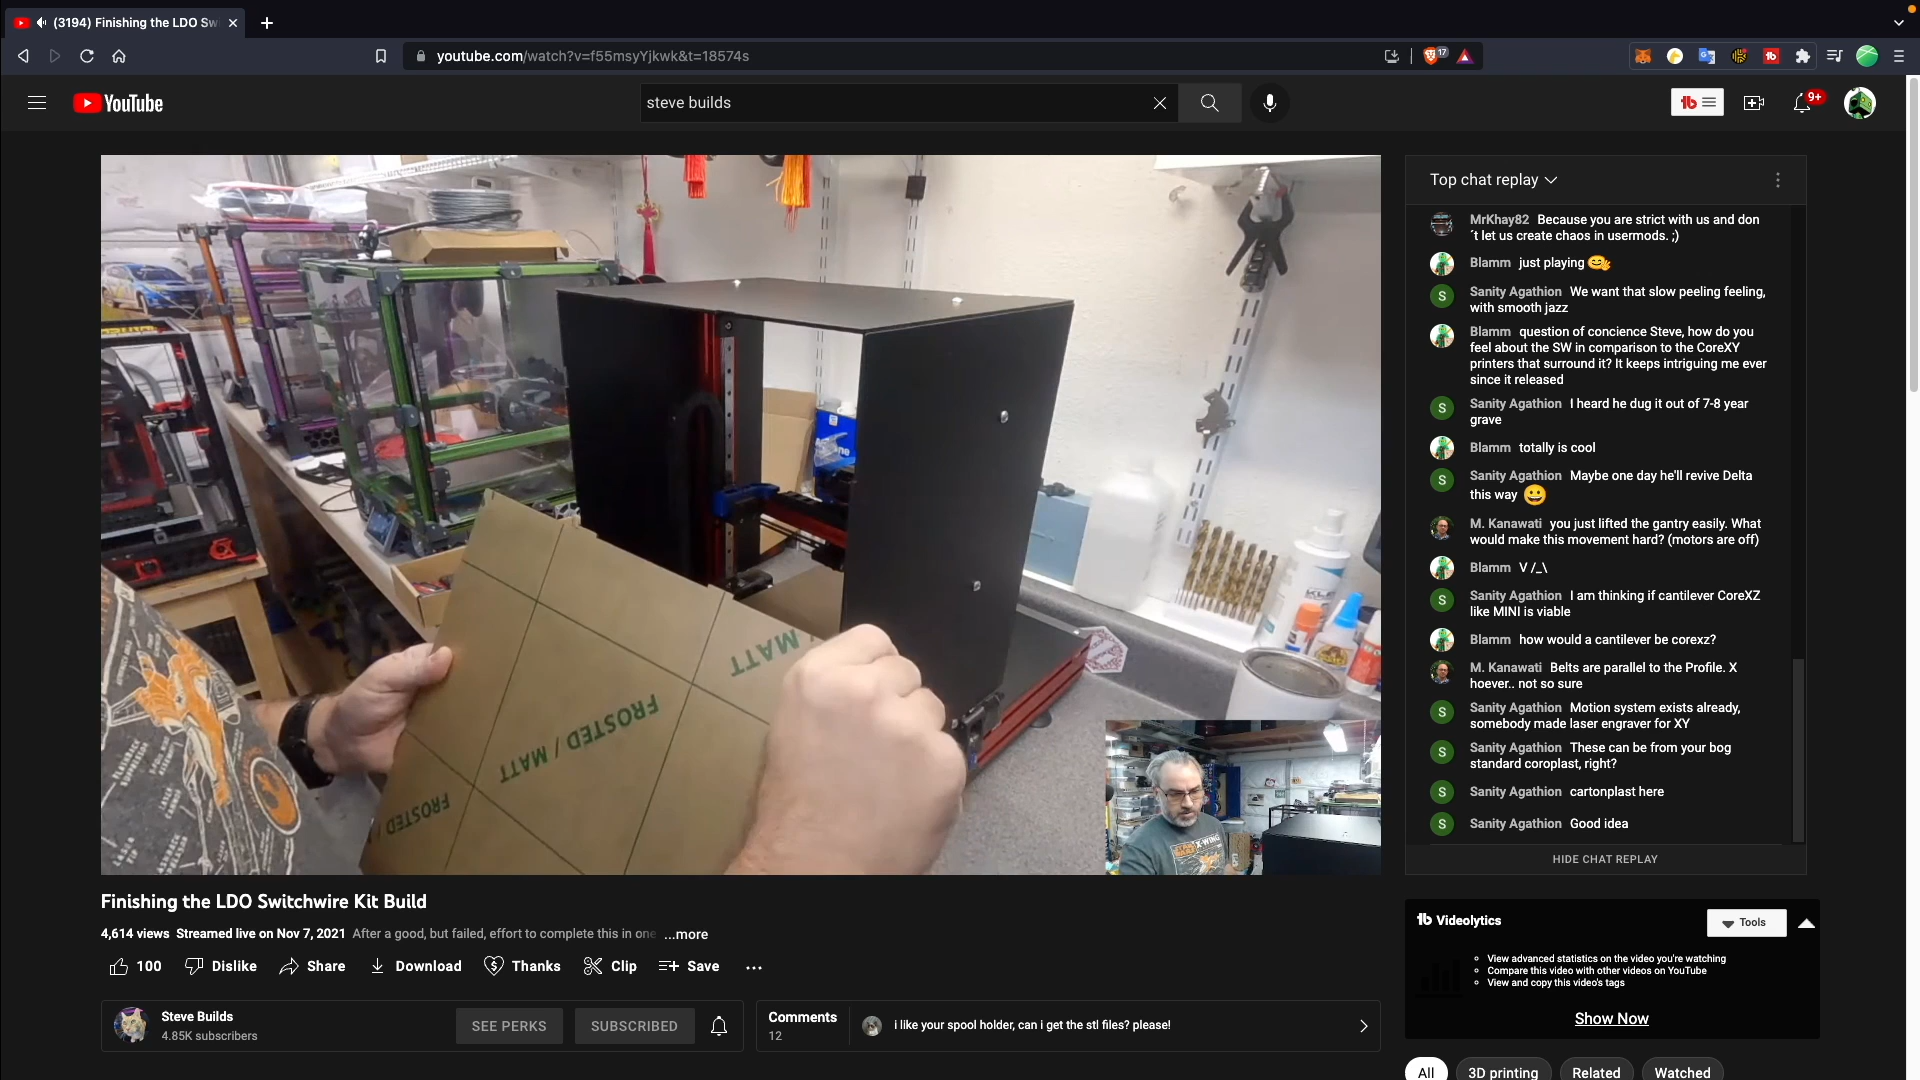 (3194) Finishing the LDO Sw
youtube.com/watch?v=f55msyYjkwk&t=18574s
17
YouTube
steve builds
9+
MATT
FROSTED / MATT
FROSTED
X-WING
Top chat replay
MrKhay82 Because you are strict with us and don
´t let us create chaos in usermods. ;)
Blamm just playing 😊👏
Sanity Agathion We want that slow peeling feeling,
with smooth jazz
Blamm question of concience Steve, how do you
feel about the SW in comparison to the CoreXY
printers that surround it? It keeps intriguing me ever
since it released
Sanity Agathion I heard he dug it out of 7-8 year
grave
Blamm totally is cool
Sanity Agathion Maybe one day he'll revive Delta
this way 😀
M. Kanawati you just lifted the gantry easily. What
would make this movement hard? (motors are off)
Blamm V /_\
Sanity Agathion I am thinking if cantilever CoreXZ
like MINI is viable
Blamm how would a cantilever be corexz?
M. Kanawati Belts are parallel to the Profile. X
hoever.. not so sure
Sanity Agathion Motion system exists already,
somebody made laser engraver for XY
Sanity Agathion These can be from your bog
standard coroplast, right?
Sanity Agathion cartonplast here
Sanity Agathion Good idea
HIDE CHAT REPLAY
Finishing the LDO Switchwire Kit Build
4,614 views Streamed live on Nov 7, 2021 After a good, but failed, effort to complete this in one ...more
100 Dislike Share Download Thanks Clip Save ...
Steve Builds
4.85K subscribers
SEE PERKS
SUBSCRIBED
Comments
12
i like your spool holder, can i get the stl files? please!
Videolytics
Tools
View advanced statistics on the video you're watching
Compare this video with other videos on YouTube
View and copy this video's tags
Show Now
All 3D printing Related Watched